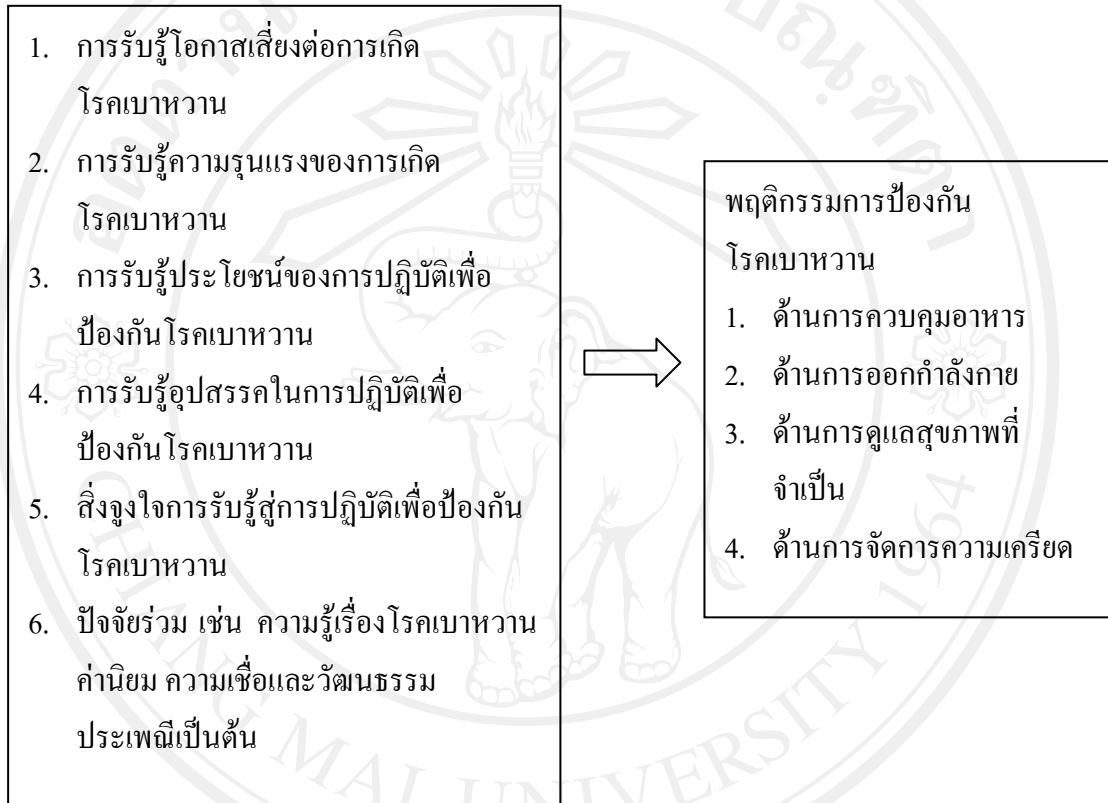 1. การรับรู้โอกาสเสี่ยงต่อการเกิด
โรคเบาหวาน
2. การรับรู้ความรุนแรงของการเกิด
โรคเบาหวาน
3. การรับรู้ประโยชน์ของการปฏิบัติเพื่อ
ป้องกันโรคเบาหวาน
4. การรับรู้อุปสรรคในการปฏิบัติเพื่อ
ป้องกันโรคเบาหวาน
5. สิ่งจูงใจการรับรู้สู่การปฏิบัติเพื่อป้องกัน
โรคเบาหวาน
6. ปัจจัยร่วม เช่น ความรู้เรื่องโรคเบาหวาน
ค่านิยม ความเชื่อและวัฒนธรรม
ประเพณีเป็นต้น
พฤติกรรมการป้องกัน
โรคเบาหวาน
1. ด้านการควบคุมอาหาร
2. ด้านการออกกำลังกาย
3. ด้านการดูแลสุขภาพที่
จำเป็น
4. ด้านการจัดการความเครียด
CHIANG MAI UNIVERSITY 1964